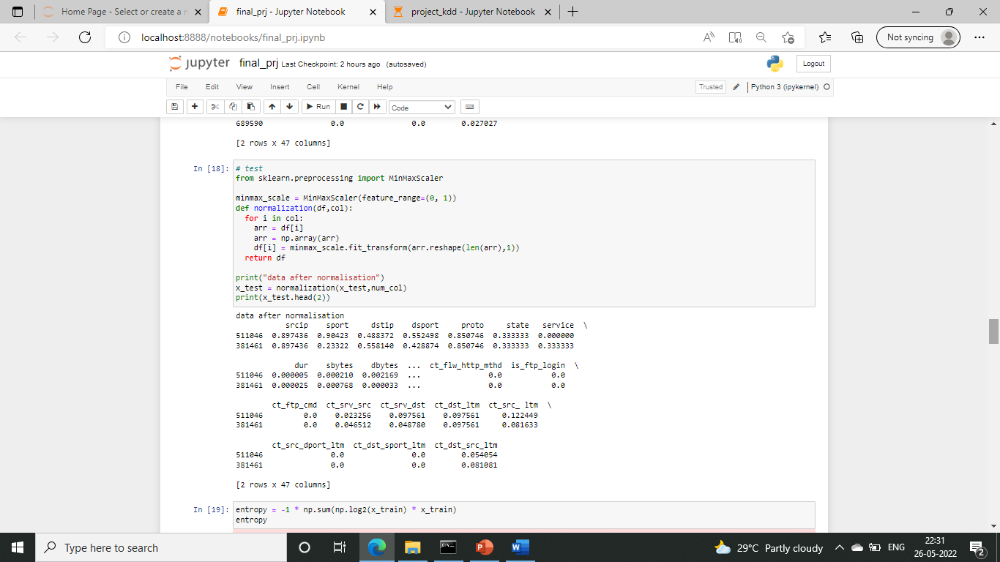 Home Page - Select or create a n
final_prj - Jupyter Notebook
project_kdd - Jupyter Notebook
localhost:8888/notebooks/final_prj.ipynb
Not syncing
jupyter final_prj Last Checkpoint: 2 hours ago (autosaved)
Logout
File Edit View Insert Cell Kernel Help
Trusted
Python 3 (ipykernel)
Run
Code
689590 0.0 0.0 0.027027
[2 rows x 47 columns]
In [18]:
# test
from sklearn.preprocessing import MinMaxScaler
minmax_scale = MinMaxScaler(feature_range=(0, 1))
def normalization(df,col):
  for i in col:
    arr = df[i]
    arr = np.array(arr)
    df[i] = minmax_scale.fit_transform(arr.reshape(len(arr),1))
  return df
print("data after normalisation")
x_test = normalization(x_test,num_col)
print(x_test.head(2))
data after normalisation
srcip sport dstip dsport proto state service \
511046 0.897436 0.90423 0.488372 0.552498 0.850746 0.333333 0.000000
381461 0.897436 0.23322 0.558140 0.428874 0.850746 0.333333 0.333333
dur sbytes dbytes ... ct_flw_http_mthd is_ftp_login \
511046 0.000005 0.000210 0.002169 ... 0.0 0.0
381461 0.000025 0.000768 0.000033 ... 0.0 0.0
ct_ftp_cmd ct_srv_src ct_srv_dst ct_dst_ltm ct_src_ ltm \
511046 0.0 0.023256 0.097561 0.097561 0.122449
381461 0.0 0.046512 0.048780 0.097561 0.081633
ct_src_dport_ltm ct_dst_sport_ltm ct_dst_src_ltm
511046 0.0 0.0 0.054054
381461 0.0 0.0 0.081081
[2 rows x 47 columns]
In [19]:
entropy = -1 * np.sum(np.log2(x_train) * x_train)
entropy
Type here to search
29°C Partly cloudy
ENG
22:31
26-05-2022
2